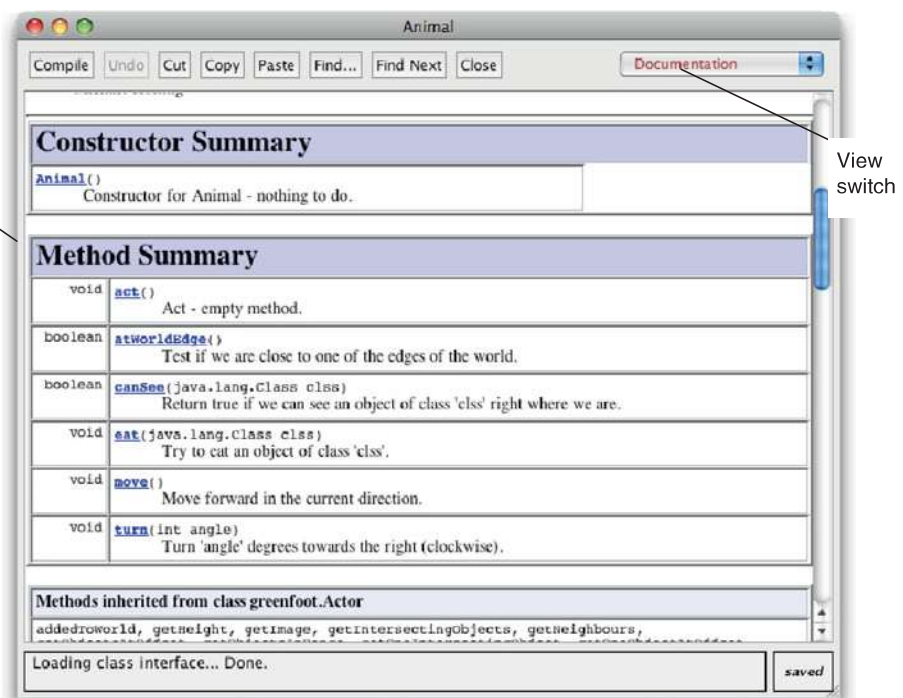 Animal
Compile Undo Cut Copy Paste Find... Find Next Close Documentation
View
switch
Constructor Summary
Animal()
Constructor for Animal - nothing to do.
Method Summary
void act()
Act - empty method.
boolean atWorldEdge()
Test if we are close to one of the edges of the world.
boolean canSee(java.lang.Class clss)
Return true if we can see an object of class 'clss' right where we are.
void eat(java.lang.Class clss)
Try to eat an object of class 'clss'.
void move()
Move forward in the current direction.
void turn(int angle)
Turn 'angle' degrees towards the right (clockwise).
Methods inherited from class greenfoot.Actor
addedToWorld, getHeight, getImage, getIntersectingObjects, getNeighbours,
Loading class interface... Done.
saved